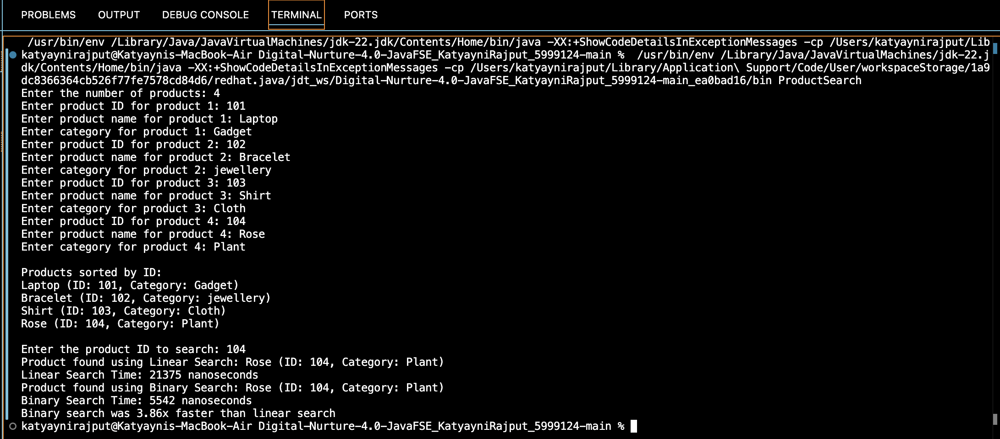 PROBLEMS OUTPUT DEBUG CONSOLE TERMINAL PORTS
/usr/bin/env /Library/Java/JavaVirtualMachines/jdk-22.jdk/Contents/Home/bin/java -XX:+ShowCodeDetailsInExceptionMessages -cp /Users/katyaynirajput/Lib
katyaynirajput@Katyaynis-MacBook-Air Digital-Nurture-4.0-JavaFSE_KatyayniRajput_5999124-main %  /usr/bin/env /Library/Java/JavaVirtualMachines/jdk-22.j
dk/Contents/Home/bin/java -XX:+ShowCodeDetailsInExceptionMessages -cp /Users/katyaynirajput/Library/Application\ Support/Code/User/workspaceStorage/1a9
dc8366364cb526f77fe7578cd84d6/redhat.java/jdt_ws/Digital-Nurture-4.0-JavaFSE_KatyayniRajput_5999124-main_ea0bad16/bin ProductSearch
Enter the number of products: 4
Enter product ID for product 1: 101
Enter product name for product 1: Laptop
Enter category for product 1: Gadget
Enter product ID for product 2: 102
Enter product name for product 2: Bracelet
Enter category for product 2: jewellery
Enter product ID for product 3: 103
Enter product name for product 3: Shirt
Enter category for product 3: Cloth
Enter product ID for product 4: 104
Enter product name for product 4: Rose
Enter category for product 4: Plant
Products sorted by ID:
Laptop (ID: 101, Category: Gadget)
Bracelet (ID: 102, Category: jewellery)
Shirt (ID: 103, Category: Cloth)
Rose (ID: 104, Category: Plant)
Enter the product ID to search: 104
Product found using Linear Search: Rose (ID: 104, Category: Plant)
Linear Search Time: 21375 nanoseconds
Product found using Binary Search: Rose (ID: 104, Category: Plant)
Binary Search Time: 5542 nanoseconds
Binary search was 3.86x faster than linear search
katyaynirajput@Katyaynis-MacBook-Air Digital-Nurture-4.0-JavaFSE_KatyayniRajput_5999124-main %